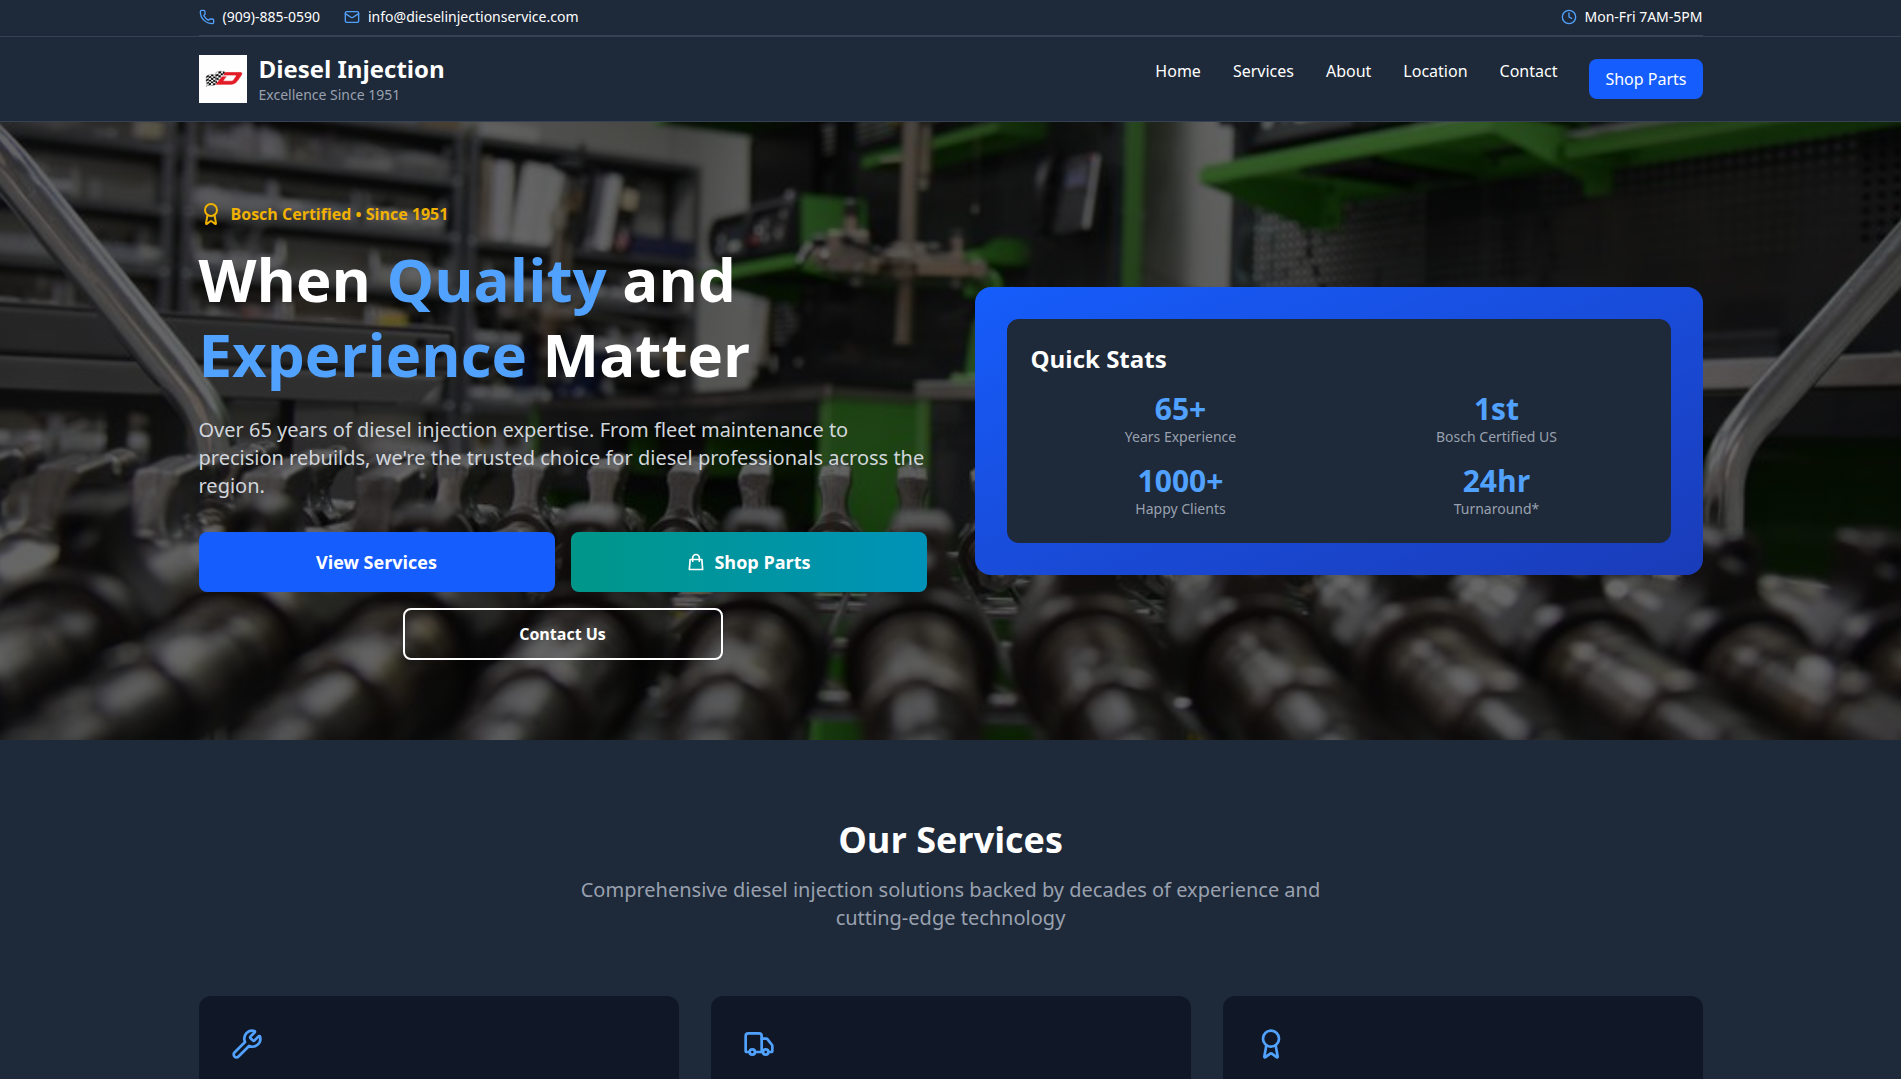 (909)-885-0590
info@dieselinjectionservice.com
Mon-Fri 7AM-5PM
Diesel Injection
Excellence Since 1951
Home
Services
About
Location
Contact
Shop Parts
Bosch Certified • Since 1951
When Quality and
Experience Matter
Over 65 years of diesel injection expertise. From fleet maintenance to
precision rebuilds, we're the trusted choice for diesel professionals across the
region.
View Services
Shop Parts
Contact Us
Quick Stats
65+
Years Experience
1st
Bosch Certified US
1000+
Happy Clients
24hr
Turnaround*
Our Services
Comprehensive diesel injection solutions backed by decades of experience and
cutting-edge technology